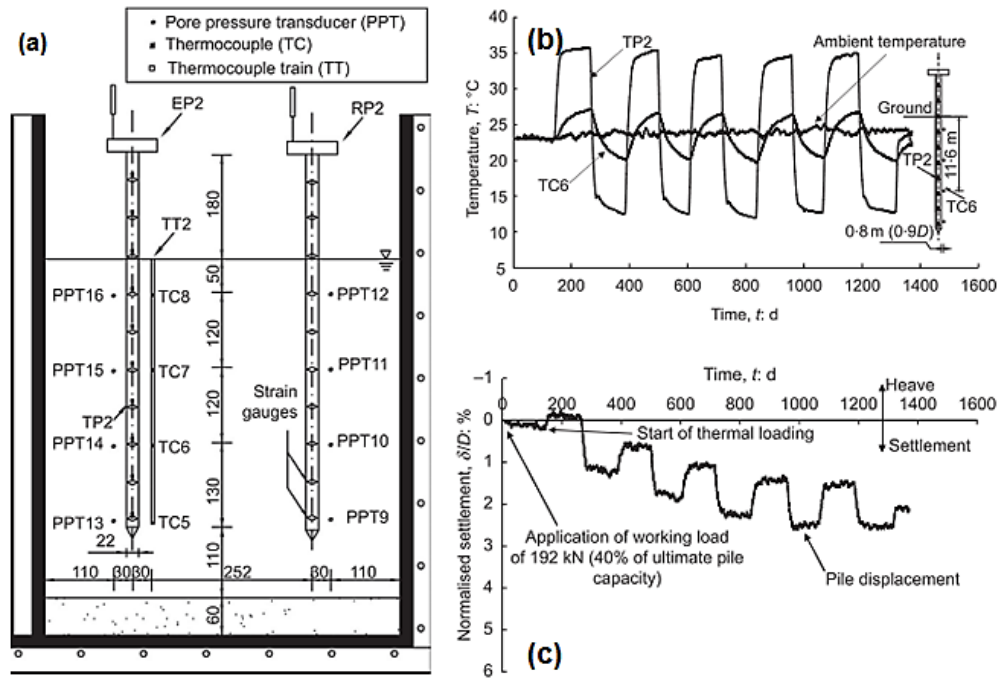 (a)
Pore pressure transducer (PPT)
Thermocouple (TC)
Thermocouple train (TT)
EP2
RP2
180
TT2
50
PPT16
TC8
PPT12
120
PPT15
TC7
PPT11
120
Strain
gauges
TP2
PPT14
TC6
PPT10
130
PPT13
TC5
PPT9
22
110
110
30
30
252
30
110
60
(b)
40
35
30
25
20
15
10
5
Temperature, T: °C
TP2
Ambient temperature
Ground
TC6
TP2
11·6 m
TC6
0·8 m (0·9D)
0
200
400
600
800
1000
1200
1400
1600
Time, t: d
Time, t: d
0
200
400
600
800
1000
1200
1400
1600
–1
0
1
2
3
4
5
6
Normalised settlement, δ/D: %
Heave
Settlement
Start of thermal loading
Application of working load
of 192 kN (40% of ultimate pile
capacity)
Pile displacement
(c)